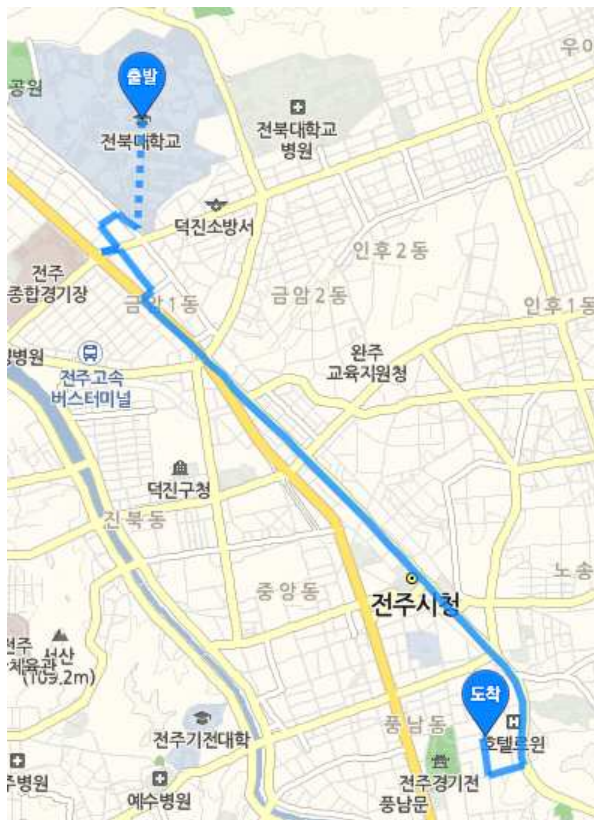 우이
출발
공원
전북대학교
전북대학교
병원
덕진소방서
인후2동
전주
종합경기장
금암1동
금암2동
인후1동
완주
교육지원청
병병원
전주고속
버스터미널
덕진구청
진북동
중앙동
노송
전주시청
전주
체육관
서산
(109.2m)
도착
풍남동
호텔르윈
전주기전대학
전주경기전
풍남문
주병원
예수병원